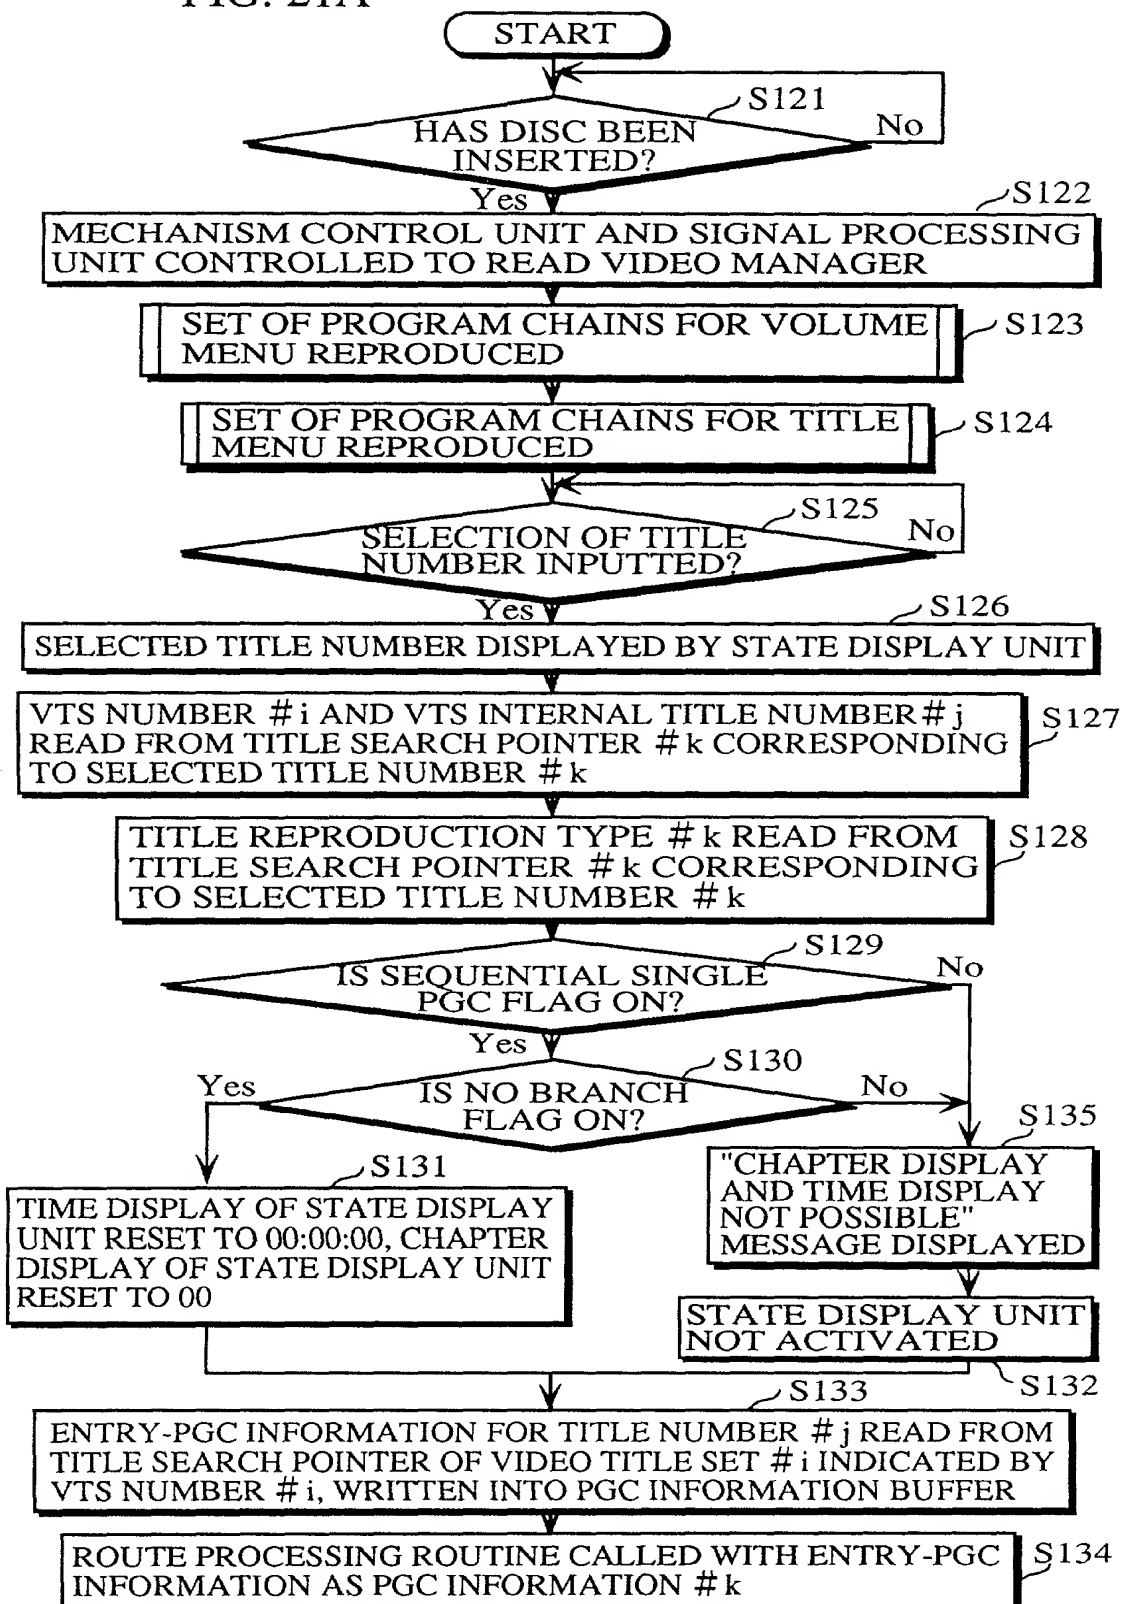 FIG. 21A
START
S121
HAS DISC BEEN
INSERTED?
No
Yes
S122
MECHANISM CONTROL UNIT AND SIGNAL PROCESSING
UNIT CONTROLLED TO READ VIDEO MANAGER
SET OF PROGRAM CHAINS FOR VOLUME
MENU REPRODUCED
S123
SET OF PROGRAM CHAINS FOR TITLE
MENU REPRODUCED
S124
S125
SELECTION OF TITLE
NUMBER INPUTTED?
No
Yes
S126
SELECTED TITLE NUMBER DISPLAYED BY STATE DISPLAY UNIT
VTS NUMBER #i AND VTS INTERNAL TITLE NUMBER#j
READ FROM TITLE SEARCH POINTER #k CORRESPONDING
TO SELECTED TITLE NUMBER #k
S127
TITLE REPRODUCTION TYPE #k READ FROM
TITLE SEARCH POINTER #k CORRESPONDING
TO SELECTED TITLE NUMBER #k
S128
S129
IS SEQUENTIAL SINGLE
PGC FLAG ON?
No
Yes
S130
IS NO BRANCH
FLAG ON?
Yes
No
S131
TIME DISPLAY OF STATE DISPLAY
UNIT RESET TO 00:00:00, CHAPTER
DISPLAY OF STATE DISPLAY UNIT
RESET TO 00
S135
"CHAPTER DISPLAY
AND TIME DISPLAY
NOT POSSIBLE"
MESSAGE DISPLAYED
STATE DISPLAY UNIT
NOT ACTIVATED
S132
S133
ENTRY-PGC INFORMATION FOR TITLE NUMBER #j READ FROM
TITLE SEARCH POINTER OF VIDEO TITLE SET #i INDICATED BY
VTS NUMBER #i, WRITTEN INTO PGC INFORMATION BUFFER
ROUTE PROCESSING ROUTINE CALLED WITH ENTRY-PGC
INFORMATION AS PGC INFORMATION #k
S134